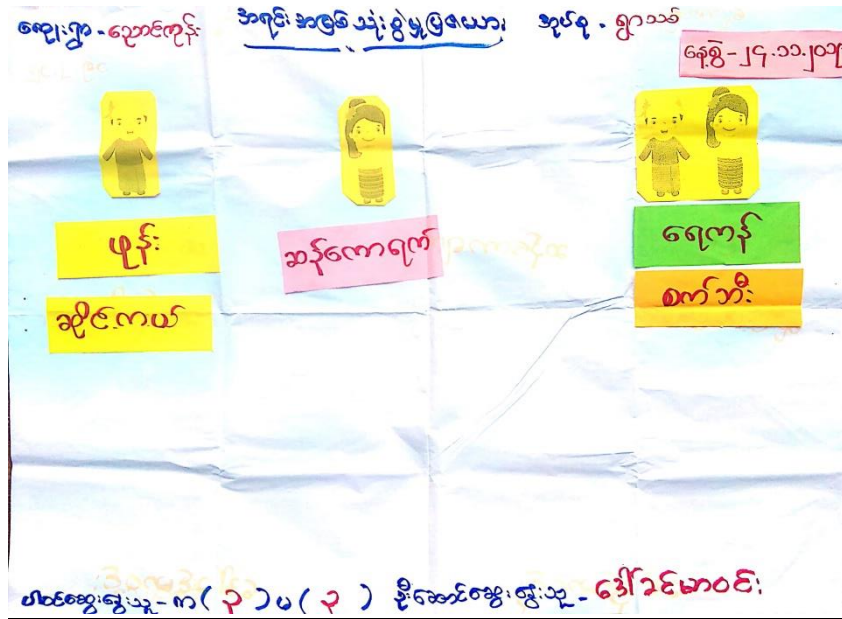 ကျေးရွာ - ညောင်ကုန်း အရင်းအမြစ်သုံးစွဲမှုပြဇယား အုပ်စု - ရွာသစ်
နေ့စွဲ - ၂၄.၁၁.၂၀၁၉
ဖုန်း ဆန်ကောရက် ရေကန်
ဆိုင်ကယ် စက်ဘီး
ပါဝင်ဆွေးနွေးသူ - က ( ၃ ) မ ( ၃ ) ဦးဆောင်ဆွေးနွေးသူ - ဒေါ်ခင်မာဝင်း